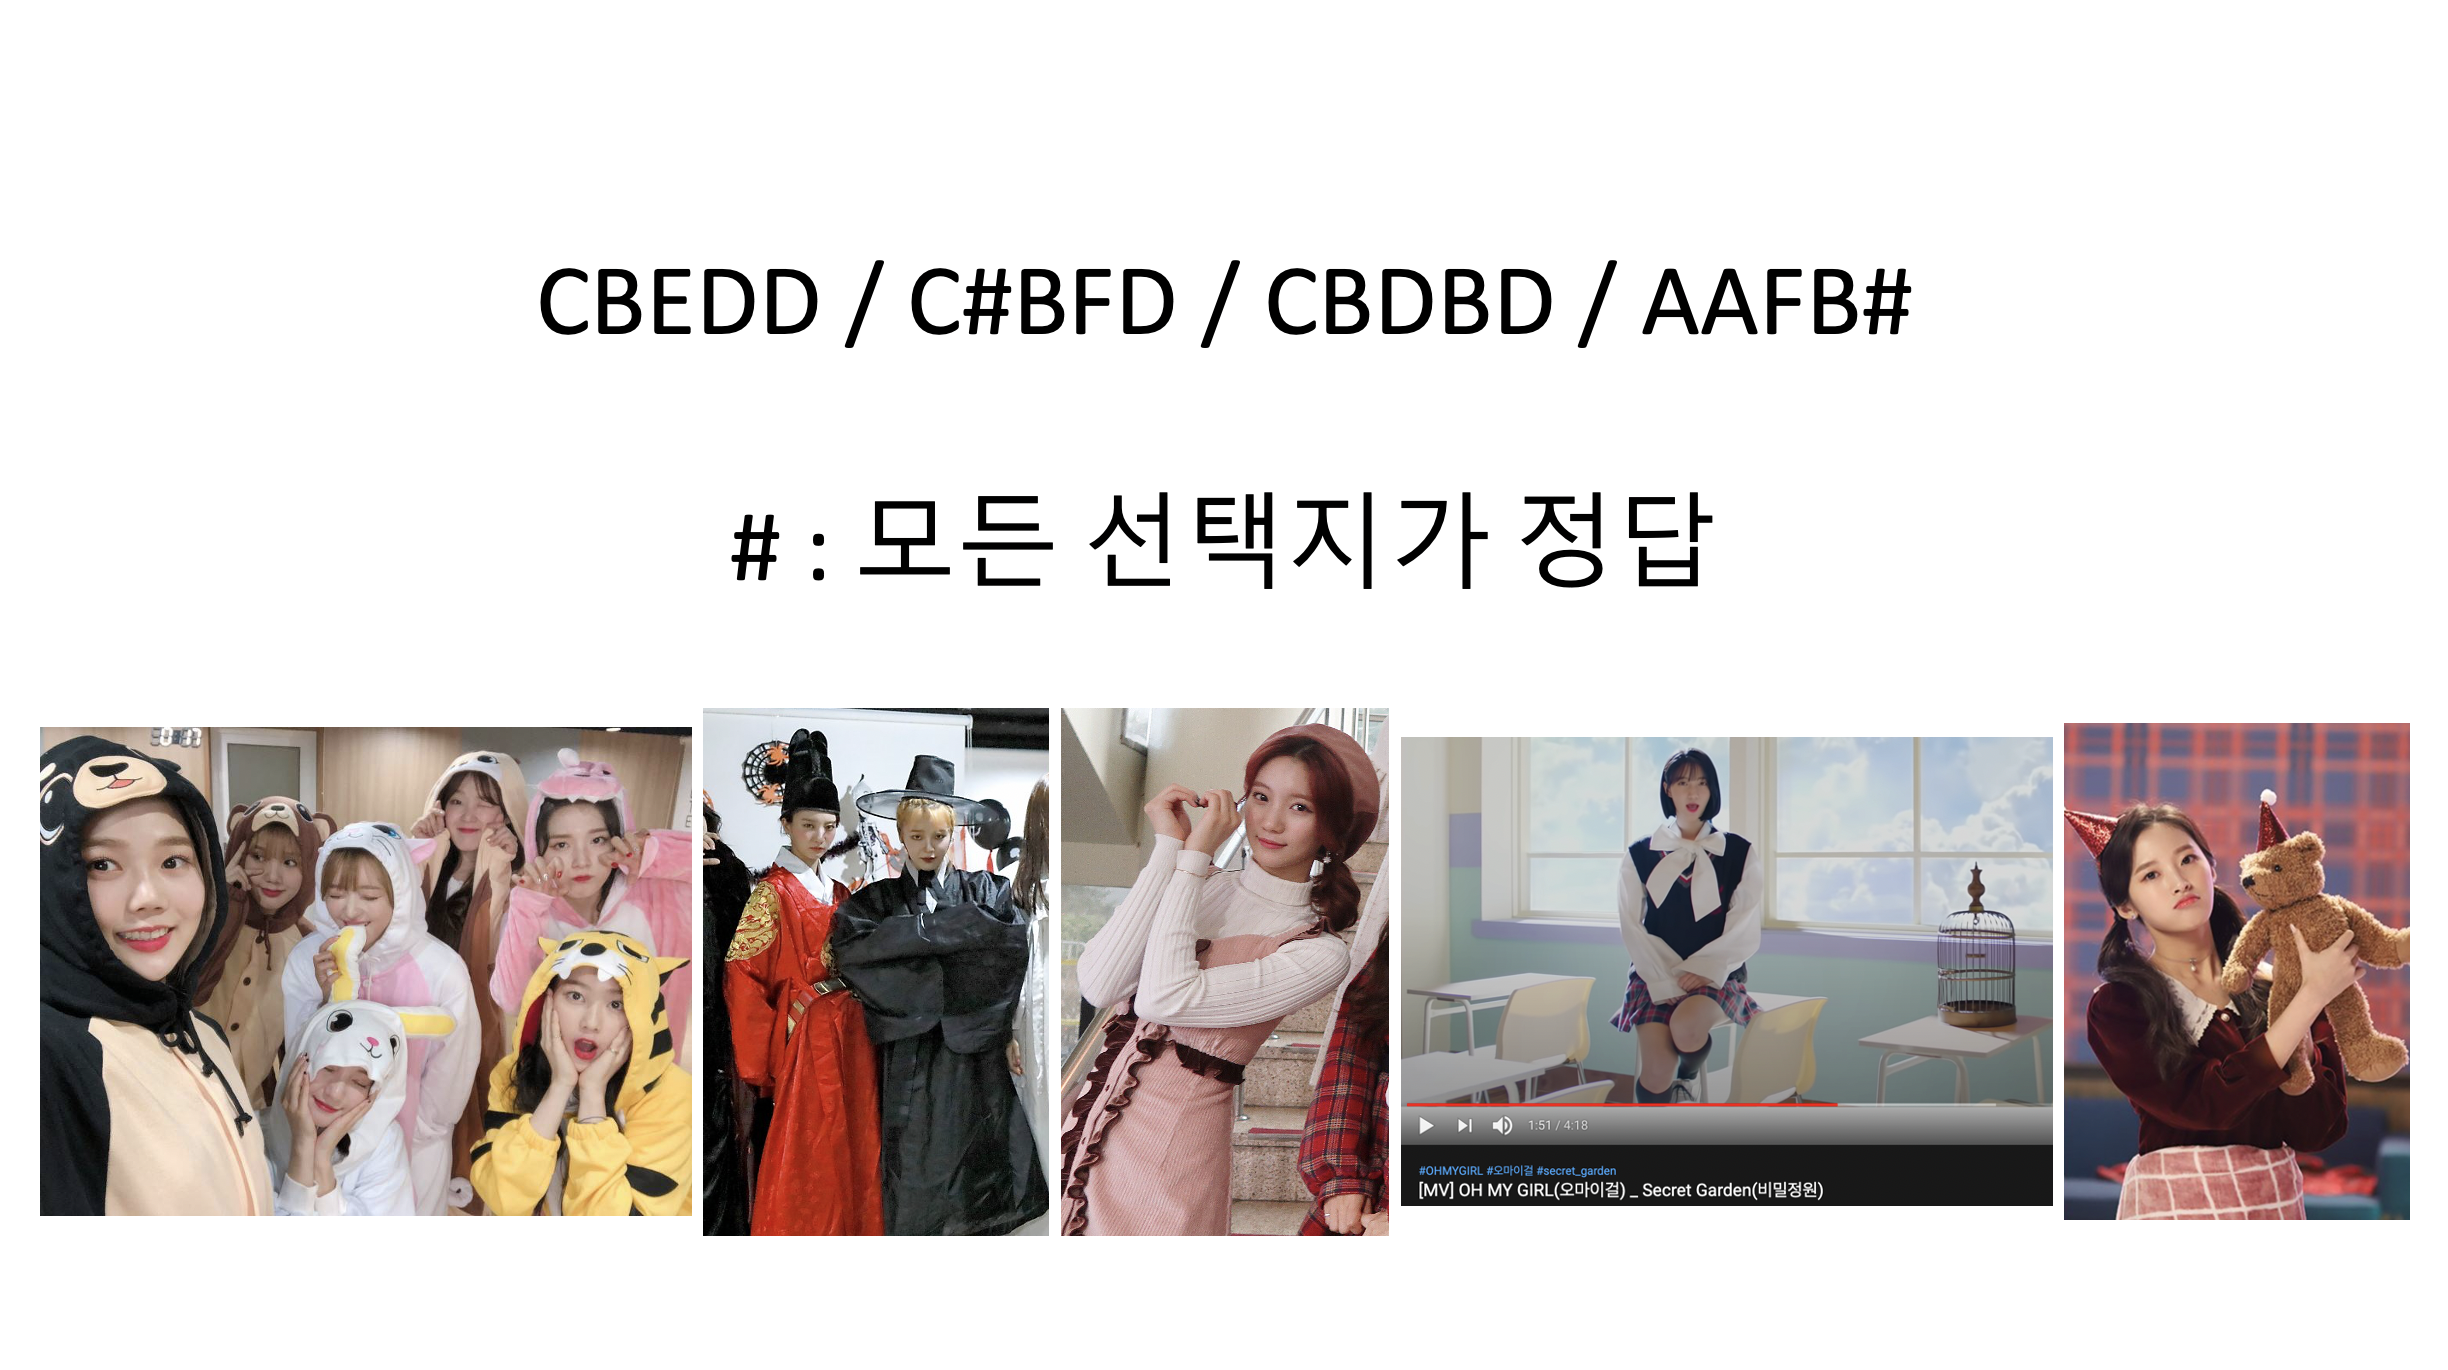 CBEDD / C#BFD / CBDBD / AAFB#
# : 모든 선택지가 정답
1:51 / 4:18
#OHMYGIRL #오마이걸 #secret_garden
[MV] OH MY GIRL(오마이걸) _ Secret Garden(비밀정원)